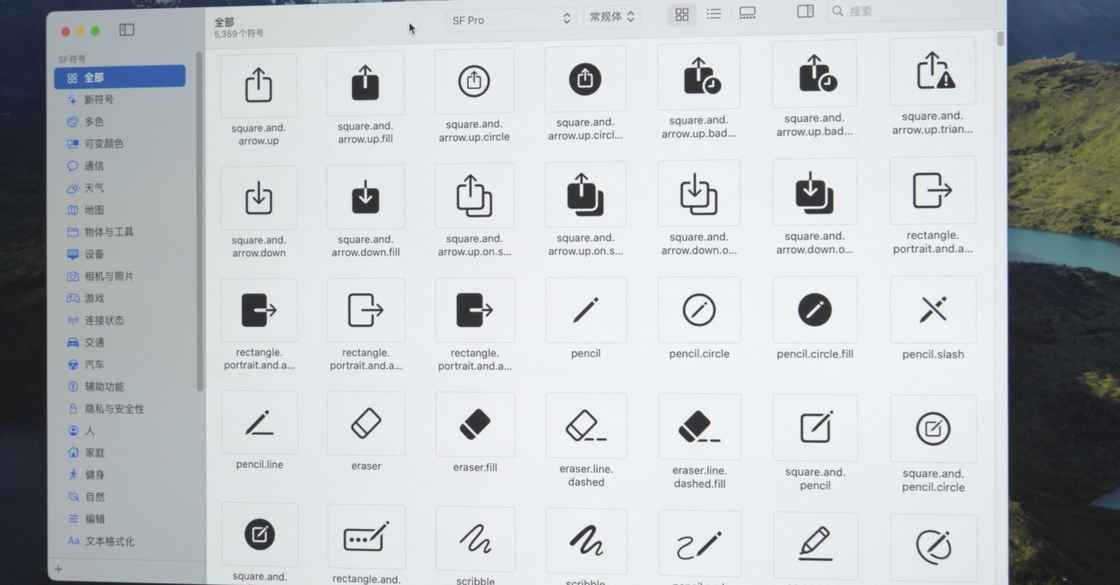 全部
5,359 个符号
SF Pro
常规体
搜索
SF符号
全部
新符号
多色
可变颜色
通信
天气
地图
物体与工具
设备
相机与照片
游戏
连接状态
交通
汽车
辅助功能
隐私与安全性
人
家庭
健身
自然
编辑
Aa 文本格式化
square.and.
arrow.up
square.and.
arrow.up.fill
square.and.
arrow.up.circle
square.and.
arrow.up.circl...
square.and.
arrow.up.bad...
square.and.
arrow.up.bad...
square.and.
arrow.up.trian...
square.and.
arrow.down
square.and.
arrow.down.fill
square.and.
arrow.up.on.s...
square.and.
arrow.up.on.s...
square.and.
arrow.down.o...
square.and.
arrow.down.o...
rectangle.
portrait.and.a...
rectangle.
portrait.and.a...
rectangle.
portrait.and.a...
rectangle.
portrait.and.a...
pencil
pencil.circle
pencil.circle.fill
pencil.slash
pencil.line
eraser
eraser.fill
eraser.line.
dashed
eraser.line.
dashed.fill
square.and.
pencil
square.and.
pencil.circle
square.and.
rectangle.and.
scribble